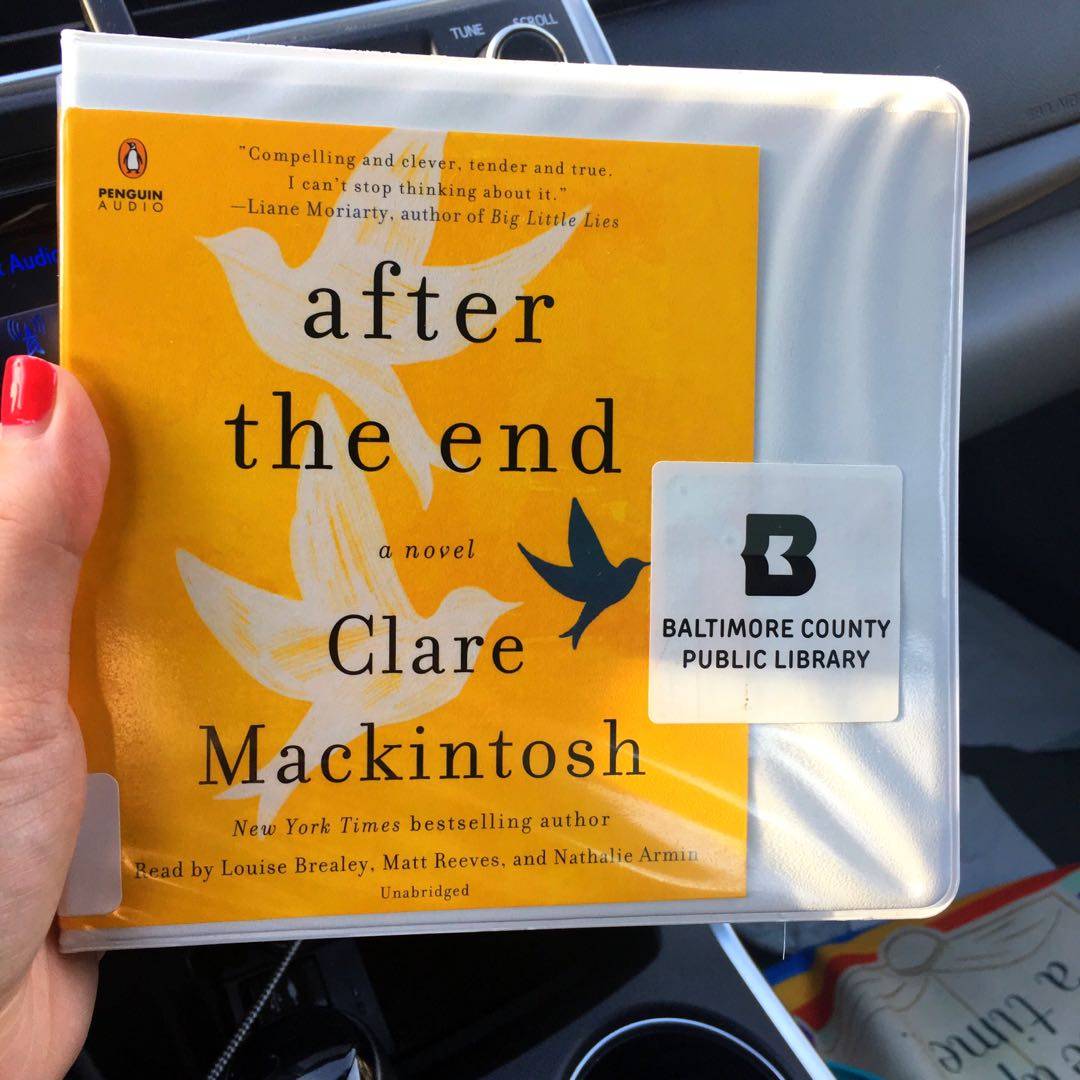 TUNE
SCROLL
Audio
PENGUIN
AUDIO
"Compelling and clever, tender and true.
I can't stop thinking about it."
—Liane Moriarty, author of Big Little Lies
after
the end
a novel
Clare
Mackintosh
New York Times bestselling author
Read by Louise Brealey, Matt Reeves, and Nathalie Armin
Unabridged
B
BALTIMORE COUNTY
PUBLIC LIBRARY
a
time